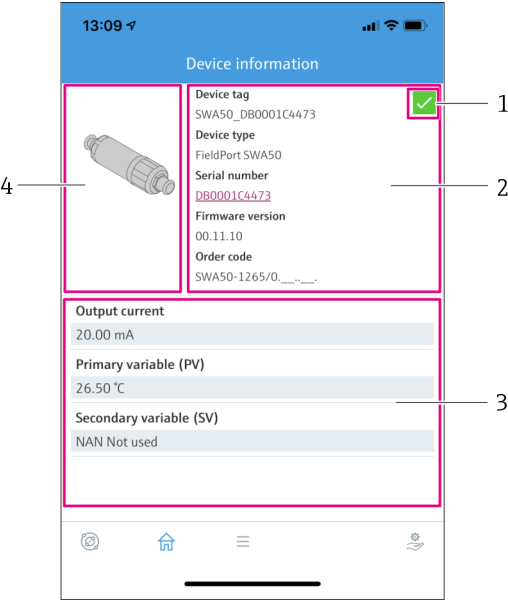 13:09
Device information
Device tag
SWA50_DB0001C4473
Device type
FieldPort SWA50
Serial number
DB0001C4473
Firmware version
00.11.10
Order code
SWA50-1265/0.__..__.
1
2
4
Output current
20.00 mA
Primary variable (PV)
26.50 °C
3
Secondary variable (SV)
NAN Not used